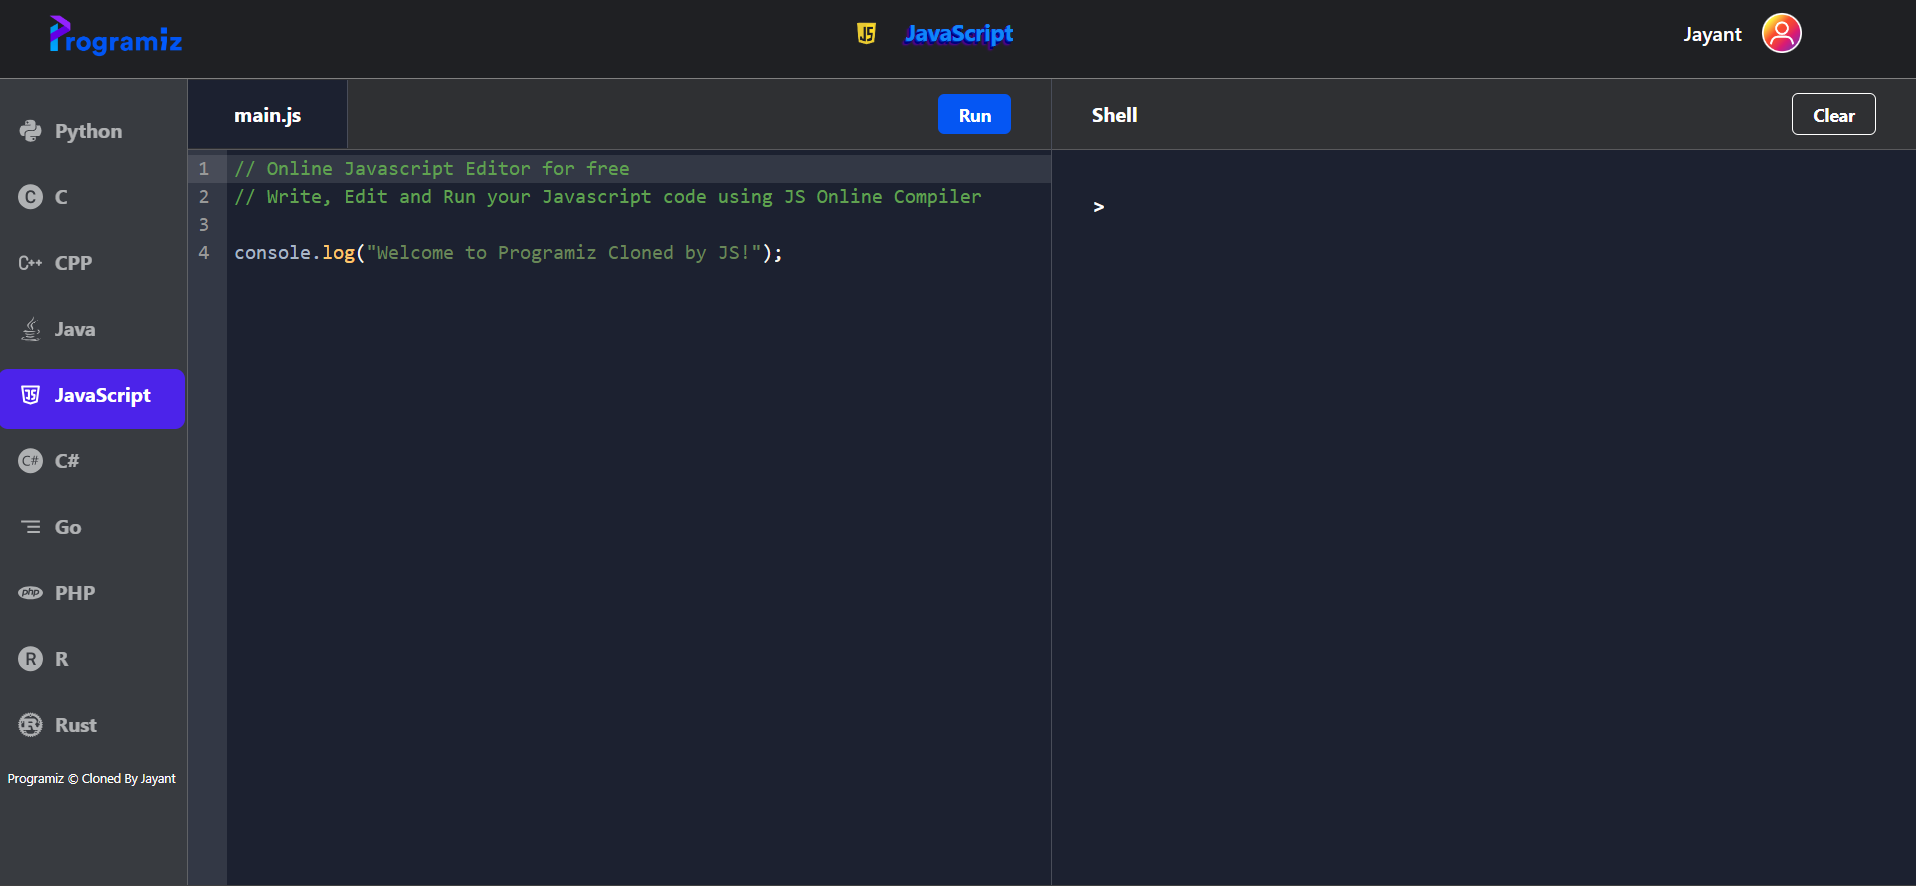 Programiz
JavaScript
Jayant
Python
C
CPP
Java
JavaScript
C#
Go
PHP
R
Rust
Programiz © Cloned By Jayant
main.js
Run
1 // Online Javascript Editor for free
2 // Write, Edit and Run your Javascript code using JS Online Compiler
3
4 console.log("Welcome to Programiz Cloned by JS!");
Shell
Clear
>